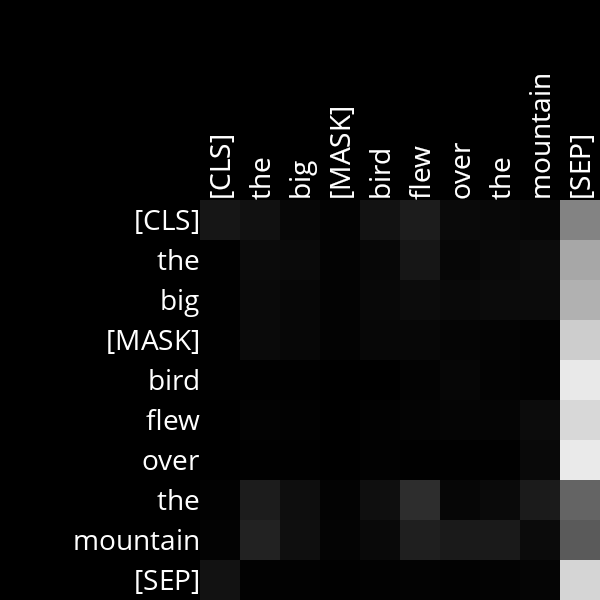 [CLS] the big [MASK] bird flew over the mountain [SEP]
[CLS]
the
big
[MASK]
bird
flew
over
the
mountain
[SEP]